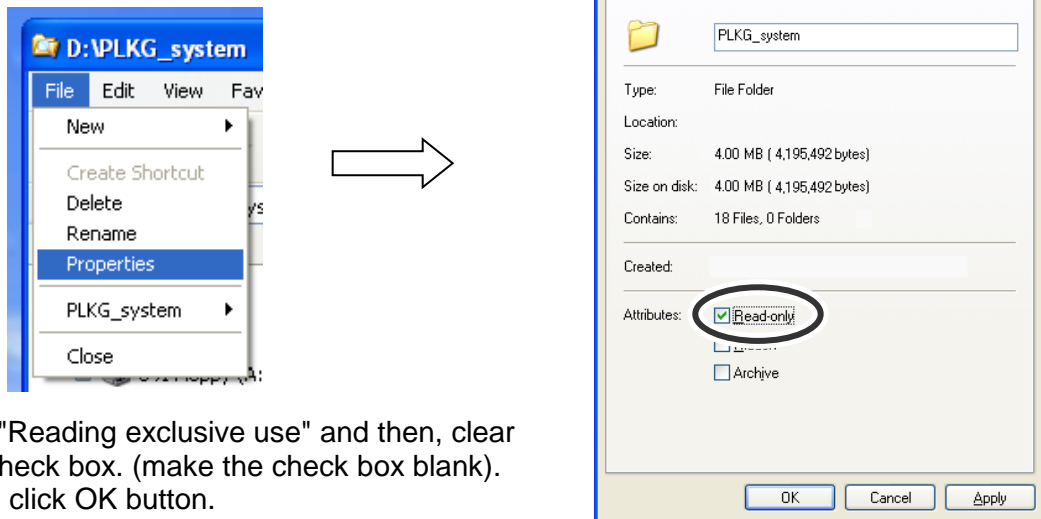 D:\PLKG_system
File Edit View Fav
New
Create Shortcut
Delete
Rename
Properties
PLKG_system
Close
PLKG_system
Type: File Folder
Location:
Size: 4.00 MB ( 4,195,492 bytes)
Size on disk: 4.00 MB ( 4,195,492 bytes)
Contains: 18 Files, 0 Folders
Created:
Attributes: Read-only
Archive
OK Cancel Apply
"Reading exclusive use" and then, clear
heck box. (make the check box blank).
click OK button.